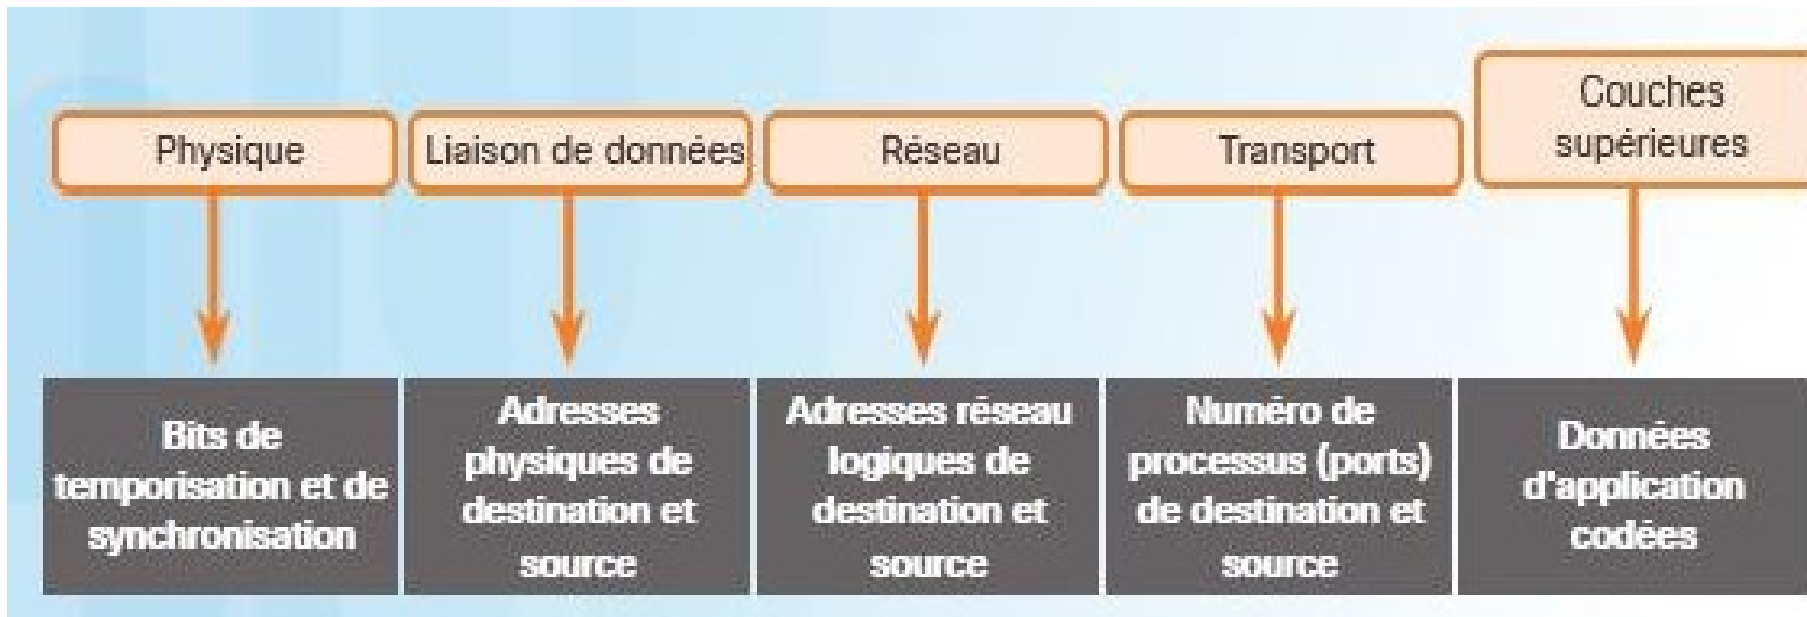 Physique
Liaison de données
Réseau
Transport
Couches
supérieures
Bits de
temporisation et de
synchronisation
Adresses
physiques de
destination et
source
Adresses réseau
logiques de
destination et
source
Numéro de
processus (ports)
de destination et
source
Données
d'application
codées